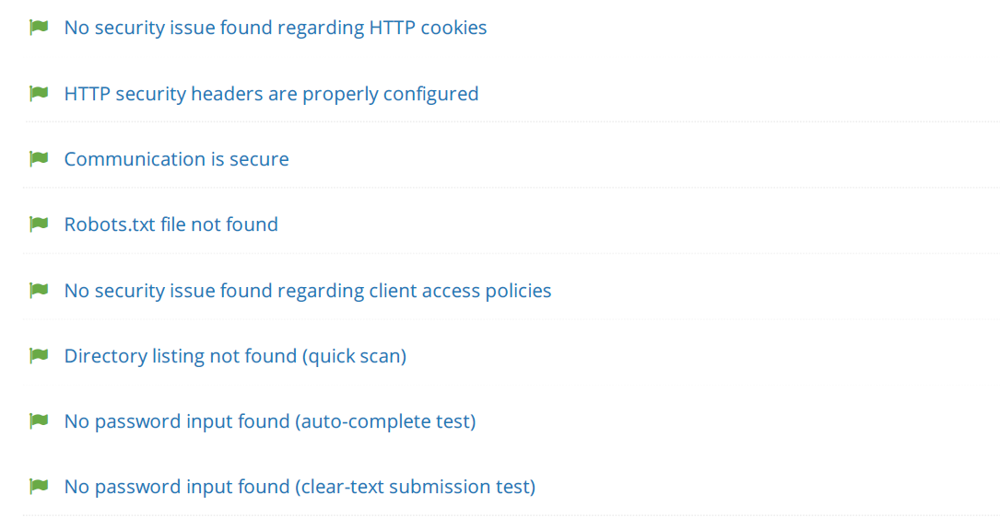 No security issue found regarding HTTP cookies
HTTP security headers are properly configured
Communication is secure
Robots.txt file not found
No security issue found regarding client access policies
Directory listing not found (quick scan)
No password input found (auto-complete test)
No password input found (clear-text submission test)